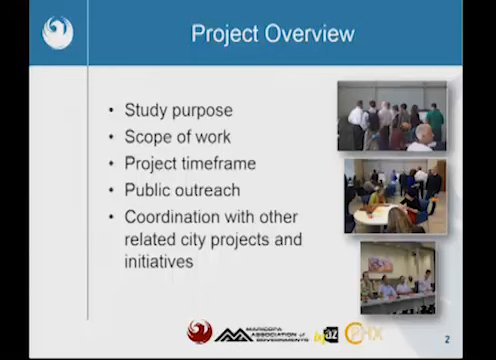 Project Overview
• Study purpose
• Scope of work
• Project timeframe
• Public outreach
• Coordination with other
related city projects and
initiatives
MARICOPA
ASSOCIATION of
GOVERNMENTS
PHX
2